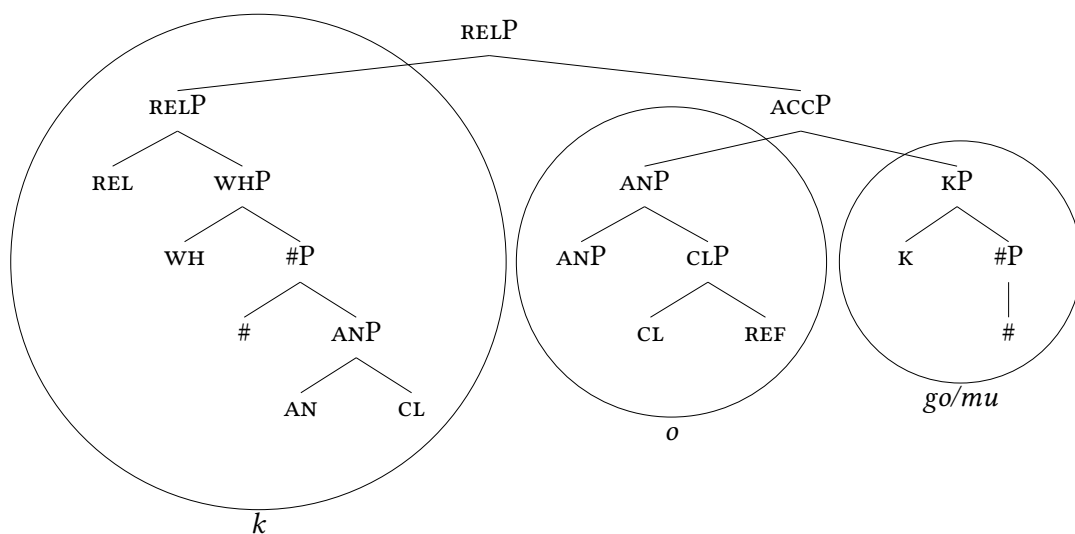 RELP
RELP ACCP
REL WHP ANP KP
WH #P ANP CLP K #P
# ANP CL REF #
AN CL
go/mu
o
k